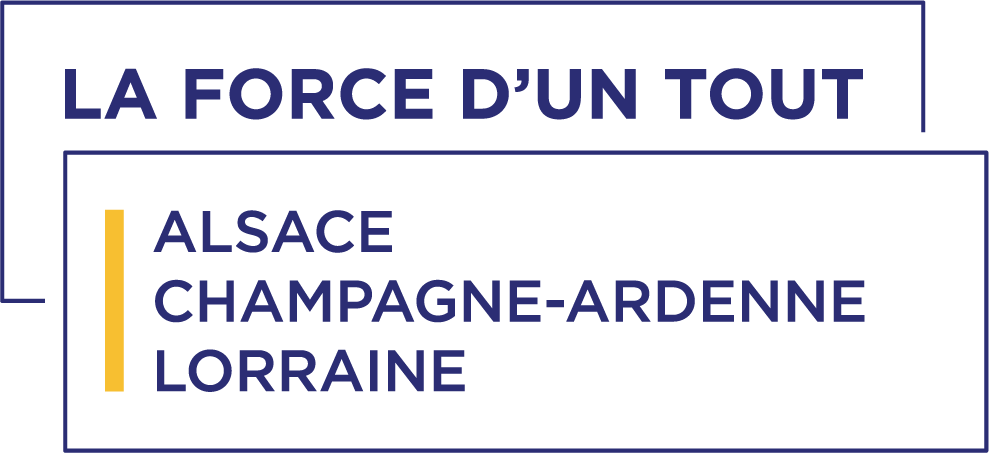 LA FORCE D’UN TOUT
ALSACE
CHAMPAGNE-ARDENNE
LORRAINE